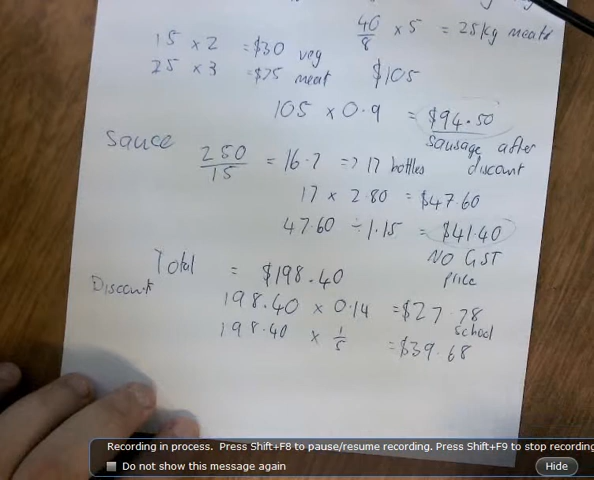 40/8 × 5 = 25kg meats
15 × 2 = $30 veg
25 × 3 = $75 meat $105
105 × 0.9 = $94.50
sausage after discount
Sauce
250/15 = 16.7 => 17 bottles
17 × 2.80 = $47.60
47.60 ÷ 1.15 = $41.40
NO GST
price
Total = $198.40
Discount
198.40 × 0.14 = $27.78
school
198.40 × 1/5 = $39.68
Recording in process. Press Shift+F8 to pause/resume recording. Press Shift+F9 to stop recording
Do not show this message again
Hide